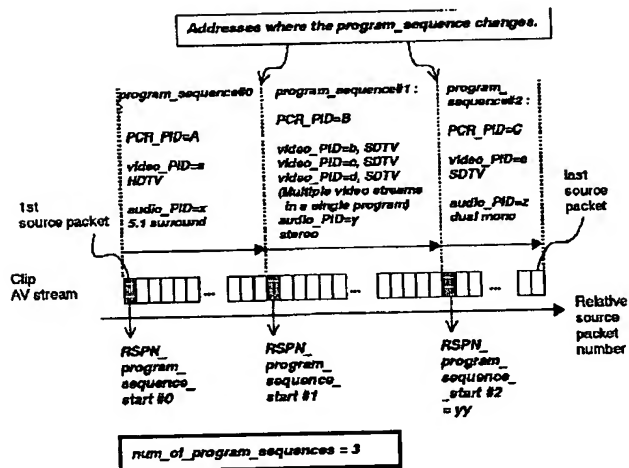 Addresses where the program_sequence changes.
program_sequence#0
PCR_PID=A
video_PID=a
HDTV
audio_PID=x
5.1 surround
program_sequence#1 :
PCR_PID=B
video_PID=b, SDTV
video_PID=c, SDTV
video_PID=d, SDTV
(Multiple video streams
in a single program)
audio_PID=y
stereo
program_
sequence#2 :
PCR_PID=C
video_PID=e
SDTV
audio_PID=z
dual mono
1st
source packet
last
source
packet
Clip
AV stream
...
...
...
Relative
source
packet
number
RSPN_
program_
sequence_
start #0
RSPN_
program_
sequence_
start #1
RSPN_
program_
sequence_
_start #2
= yy
num_of_program_sequences = 3